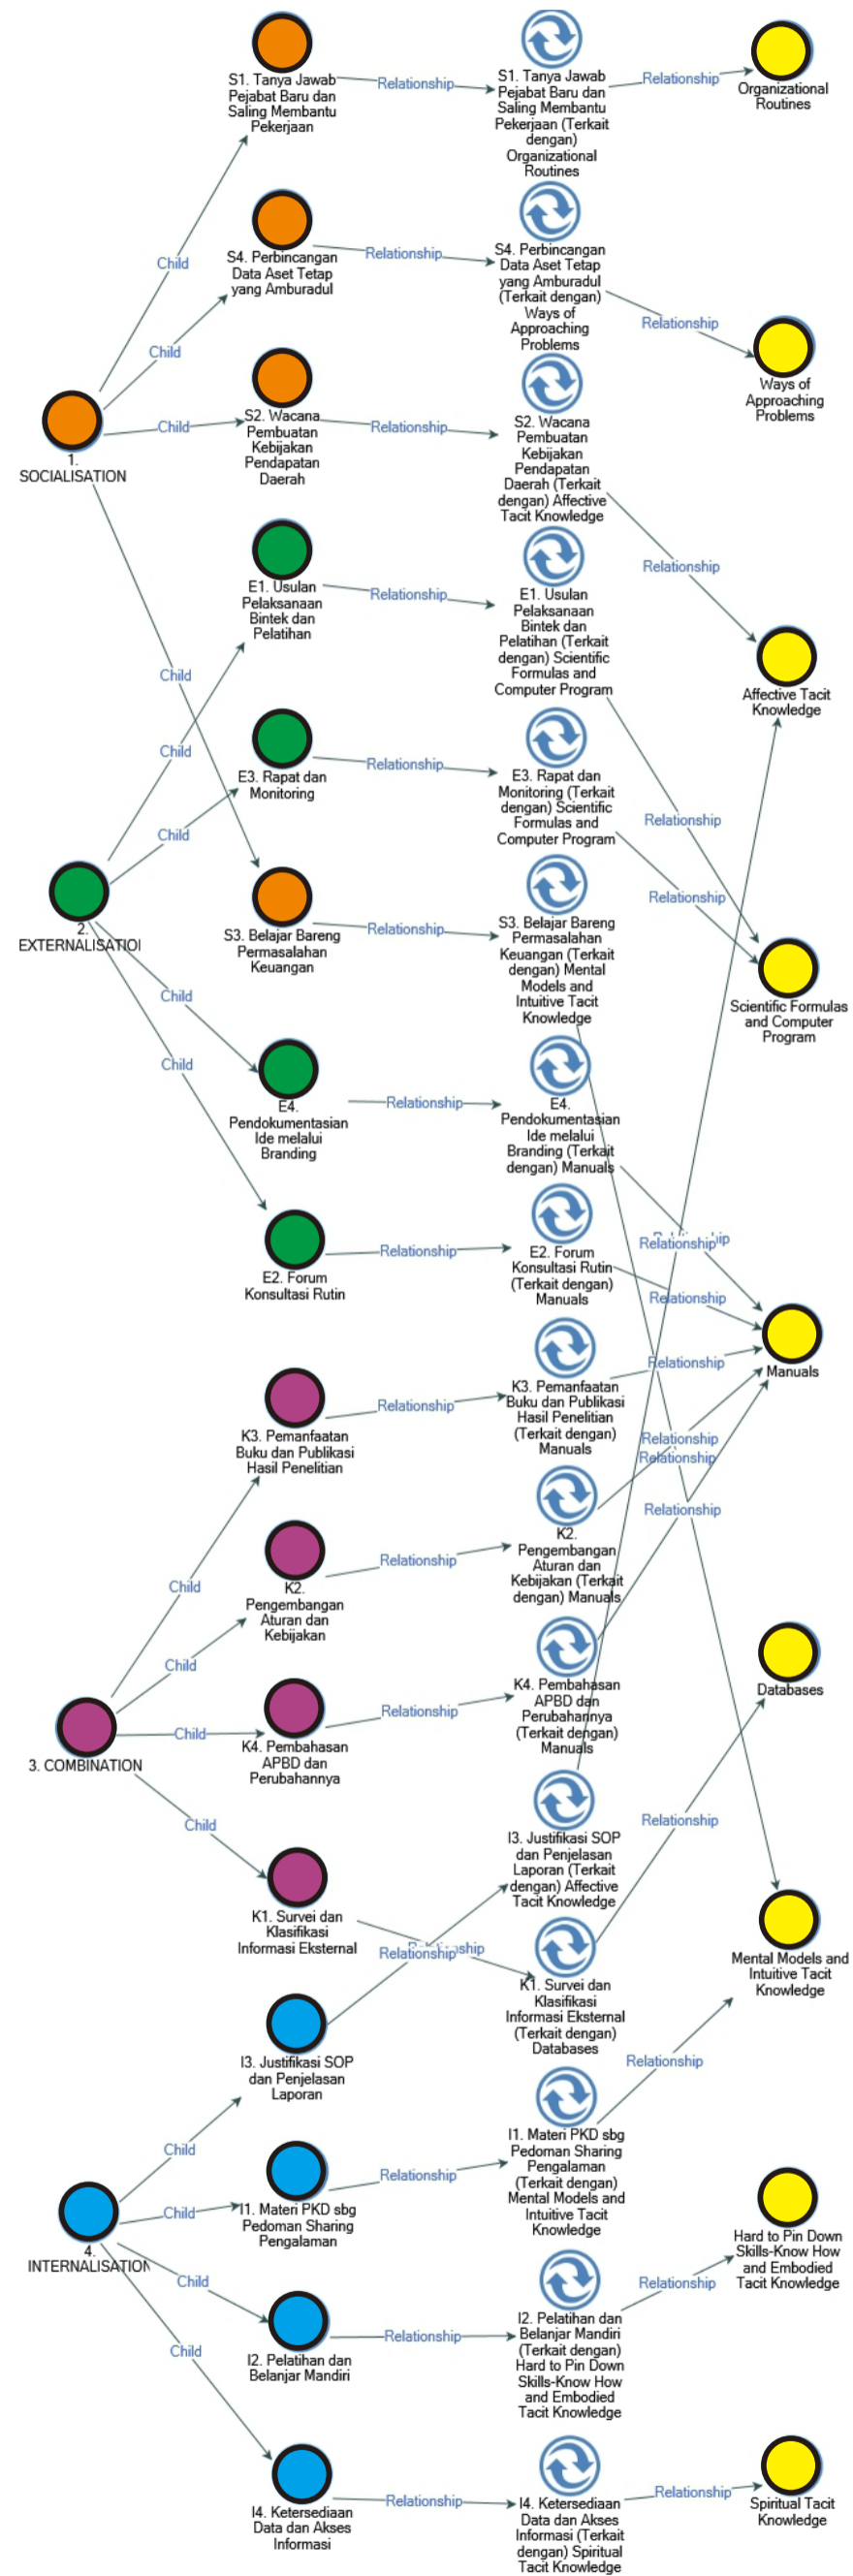 S1. Tanya Jawab
Pejabat Baru dan
Saling Membantu
Pekerjaan
Relationship
S1. Tanya Jawab
Pejabat Baru dan
Saling Membantu
Pekerjaan (Terkait
dengan)
Organizational
Routines
Relationship
Organizational
Routines
Child
S4. Perbincangan
Data Aset Tetap
yang Amburadul
Relationship
S4. Perbincangan
Data Aset Tetap
yang Amburadul
(Terkait dengan)
Ways of
Approaching
Problems
Relationship
Ways of
Approaching
Problems
Child
1.
SOCIALISATION
Child
S2. Wacana
Pembuatan
Kebijakan
Pendapatan
Daerah
Relationship
S2. Wacana
Pembuatan
Kebijakan
Pendapatan
Daerah (Terkait
dengan) Affective
Tacit Knowledge
Relationship
Affective Tacit
Knowledge
E1. Usulan
Pelaksanaan
Bintek dan
Pelatihan
Relationship
E1. Usulan
Pelaksanaan
Bintek dan
Pelatihan (Terkait
dengan) Scientific
Formulas and
Computer Program
Relationship
Child
Child
E3. Rapat dan
Monitoring
Relationship
E3. Rapat dan
Monitoring (Terkait
dengan) Scientific
Formulas and
Computer Program
Relationship
Scientific Formulas
and Computer
Program
Child
2.
EXTERNALISATIOI
S3. Belajar Bareng
Permasalahan
Keuangan
Relationship
S3. Belajar Bareng
Permasalahan
Keuangan (Terkait
dengan) Mental
Models and
Intuitive Tacit
Knowledge
Child
Child
E4.
Pendokumentasian
Ide melalui
Branding
Relationship
E4.
Pendokumentasian
Ide melalui
Branding (Terkait
dengan) Manuals
Relationship
E2. Forum
Konsultasi Rutin
Relationship
E2. Forum
Konsultasi Rutin
(Terkait dengan)
Manuals
Relationship
Manuals
K3. Pemanfaatan
Buku dan Publikasi
Hasil Penelitian
Relationship
K3. Pemanfaatan
Buku dan Publikasi
Hasil Penelitian
(Terkait dengan)
Manuals
Relationship
Relationship
Relationship
Relationship
Child
K2.
Pengembangan
Aturan dan
Kebijakan
Relationship
K2.
Pengembangan
Aturan dan
Kebijakan (Terkait
dengan) Manuals
Child
3. COMBINATION
Child
K4. Pembahasan
APBD dan
Perubahannya
Relationship
K4. Pembahasan
APBD dan
Perubahannya
(Terkait dengan)
Manuals
Databases
Child
Relationship
K1. Survei dan
Klasifikasi
Informasi Eksternal
Relationship
I3. Justifikasi SOP
dan Penjelasan
Laporan (Terkait
dengan) Affective
Tacit Knowledge
K1. Survei dan
Klasifikasi
Informasi Eksternal
(Terkait dengan)
Databases
Mental Models and
Intuitive Tacit
Knowledge
I3. Justifikasi SOP
dan Penjelasan
Laporan
Relationship
Child
I1. Materi PKD sbg
Pedoman Sharing
Pengalaman
Relationship
I1. Materi PKD sbg
Pedoman Sharing
Pengalaman
(Terkait dengan)
Mental Models and
Intuitive Tacit
Knowledge
Child
4.
INTERNALISATION
Hard to Pin Down
Skills-Know How
and Embodied
Tacit Knowledge
Child
I2. Pelatihan dan
Belanjar Mandiri
Relationship
I2. Pelatihan dan
Belanjar Mandiri
(Terkait dengan)
Hard to Pin Down
Skills-Know How
and Embodied
Tacit Knowledge
Relationship
Child
I4. Ketersediaan
Data dan Akses
Informasi
Relationship
I4. Ketersediaan
Data dan Akses
Informasi (Terkait
dengan) Spiritual
Tacit Knowledge
Relationship
Spiritual Tacit
Knowledge